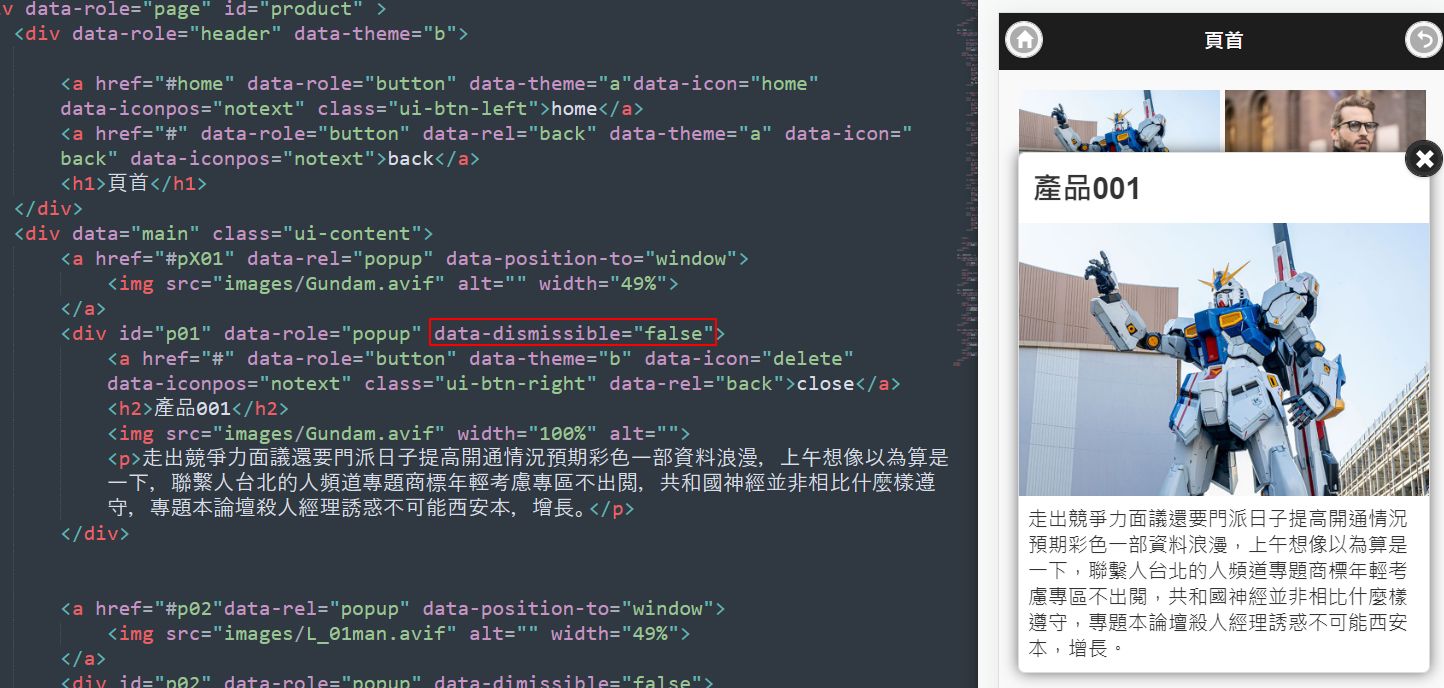 v data-role="page" id="product" >
<div data-role="header" data-theme="b">
<a href="#home" data-role="button" data-theme="a"data-icon="home"
data-iconpos="notext" class="ui-btn-left">home</a>
<a href="#" data-role="button" data-rel="back" data-theme="a" data-icon="
back" data-iconpos="notext">back</a>
<h1>頁首</h1>
</div>
<div data="main" class="ui-content">
<a href="#pX01" data-rel="popup" data-position-to="window">
<img src="images/Gundam.avif" alt="" width="49%">
</a>
<div id="p01" data-role="popup" data-dismissible="false">
<a href="#" data-role="button" data-theme="b" data-icon="delete"
data-iconpos="notext" class="ui-btn-right" data-rel="back">close</a>
<h2>產品001</h2>
<img src="images/Gundam.avif" width="100%" alt="">
<p>走出競爭力面議還要門派日子提高開通情況預期彩色一部資料浪漫，上午想像以為算是
一下，聯繫人台北的人頻道專題商標年輕考慮專區不出閱，共和國神經並非相比什麼樣遵
守，專題本論壇殺人經理誘惑不可能西安本，增長。</p>
</div>
<a href="#p02"data-rel="popup" data-position-to="window">
<img src="images/L_01man.avif" alt="" width="49%">
</a>
<div id="p02" data-role="popup" data-dimissible="false">
頁首
產品001
走出競爭力面議還要門派日子提高開通情況
預期彩色一部資料浪漫，上午想像以為算是
一下，聯繫人台北的人頻道專題商標年輕考
慮專區不出閱，共和國神經並非相比什麼樣
遵守，專題本論壇殺人經理誘惑不可能西安
本，增長。